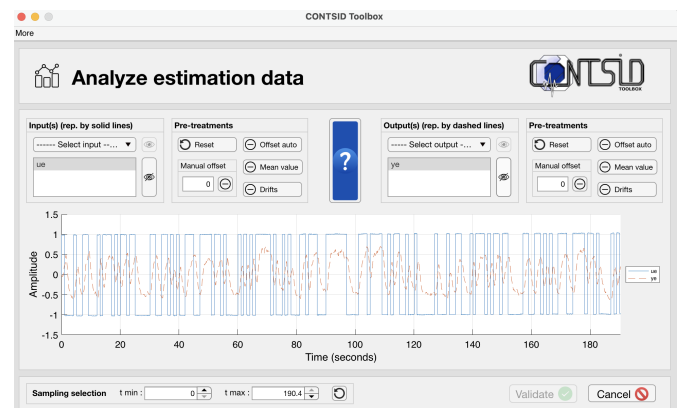 CONTSID Toolbox
More
Analyze estimation data
CONTSID
TOOLBOX
Input(s) (rep. by solid lines)
Pre-treatments
------ Select input --... ▼
Reset
Offset auto
ue
Manual offset
Mean value
0
Drifts
?
Output(s) (rep. by dashed lines)
Pre-treatments
----- Select output -... ▼
Reset
Offset auto
ye
Manual offset
Mean value
0
Drifts
Amplitude
1.5
1
0.5
0
-0.5
-1
-1.5
0 20 40 60 80 100 120 140 160 180
Time (seconds)
ue
ye
Sampling selection t min : 0 t max : 190.4
Validate Cancel